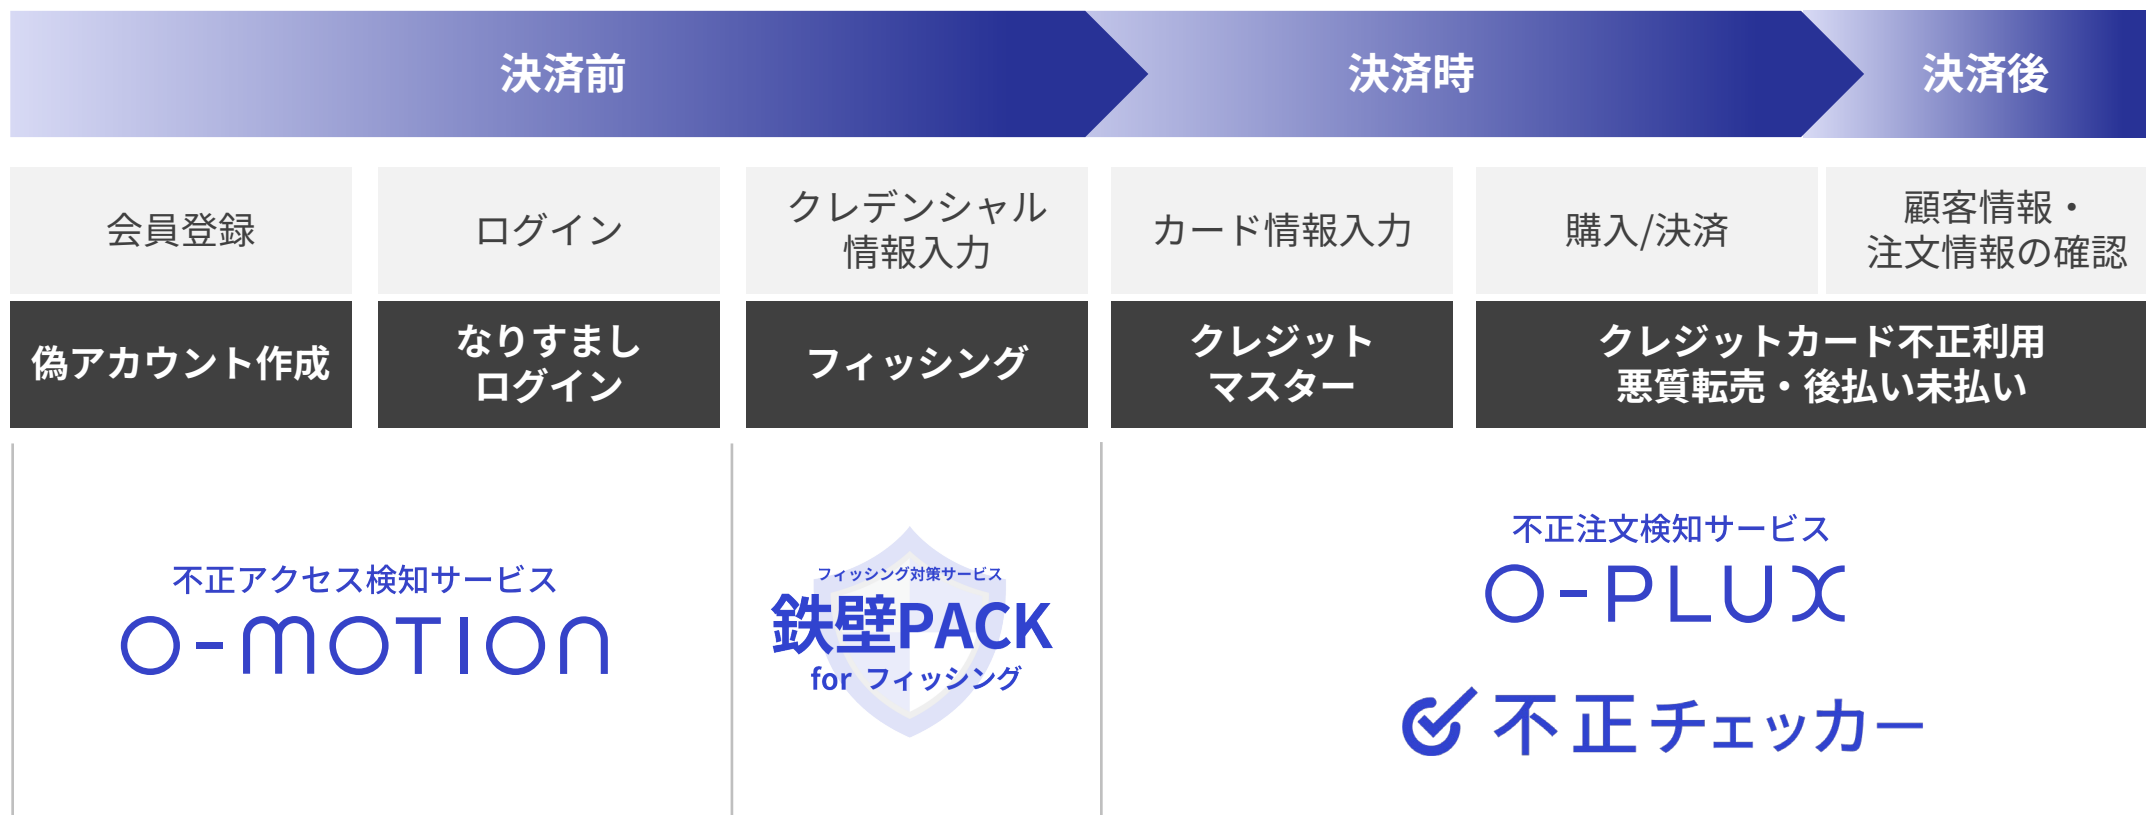 決済前
決済時
決済後
会員登録
ログイン
クレデンシャル
情報入力
カード情報入力
購入/決済
顧客情報・
注文情報の確認
偽アカウント作成
なりすまし
ログイン
フィッシング
クレジット
マスター
クレジットカード不正利用
悪質転売・後払い未払い
不正アクセス検知サービス
O-MOTION
フィッシング対策サービス
鉄壁PACK
for フィッシング
不正注文検知サービス
O-PLUX
不正チェッカー